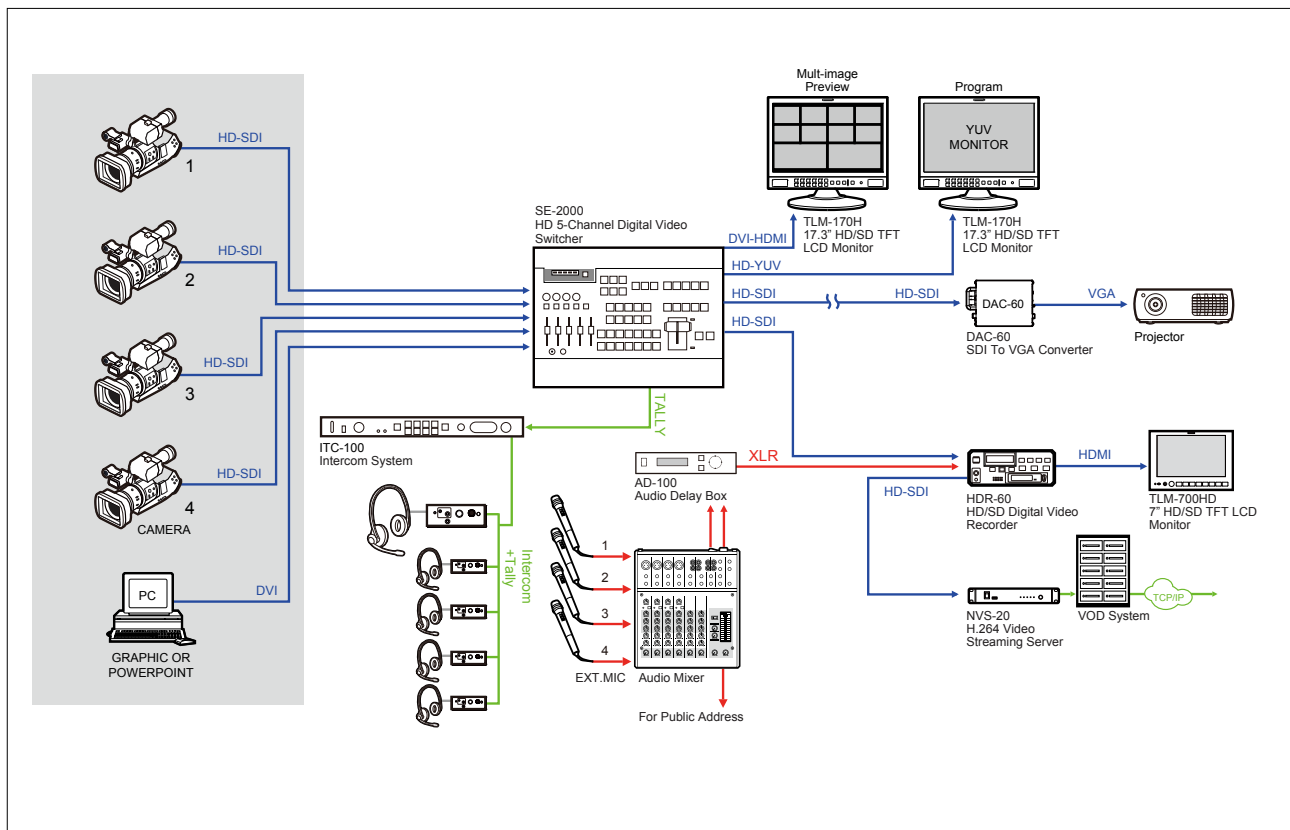 HD-SDI
1
HD-SDI
2
HD-SDI
3
HD-SDI
4
CAMERA
PC
DVI
GRAPHIC OR
POWERPOINT
SE-2000
HD 5-Channel Digital Video
Switcher
Mult-image
Preview
TLM-170H
17.3” HD/SD TFT
LCD Monitor
Program
YUV
MONITOR
TLM-170H
17.3” HD/SD TFT
LCD Monitor
DVI-HDMI
HD-YUV
HD-SDI
HD-SDI
HD-SDI
DAC-60
DAC-60
SDI To VGA Converter
VGA
Projector
TALLY
ITC-100
Intercom System
Intercom
+Tally
AD-100
Audio Delay Box
XLR
HDR-60
HD/SD Digital Video
Recorder
HDMI
TLM-700HD
7” HD/SD TFT LCD
Monitor
HD-SDI
NVS-20
H.264 Video
Streaming Server
VOD System
TCP/IP
1
2
3
4
EXT.MIC
Audio Mixer
For Public Address